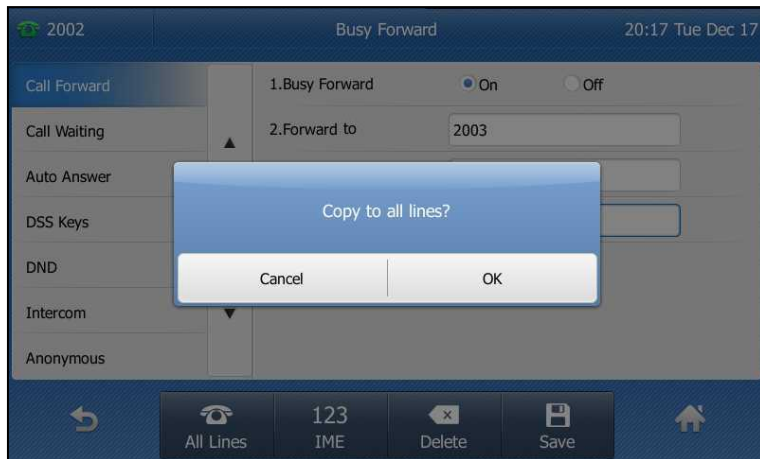 2002 Busy Forward 20:17 Tue Dec 17
Call Forward 1.Busy Forward On Off
Call Waiting 2.Forward to 2003
Auto Answer
Copy to all lines?
DSS Keys
DND Cancel OK
Intercom
Anonymous
All Lines 123 IME Delete Save